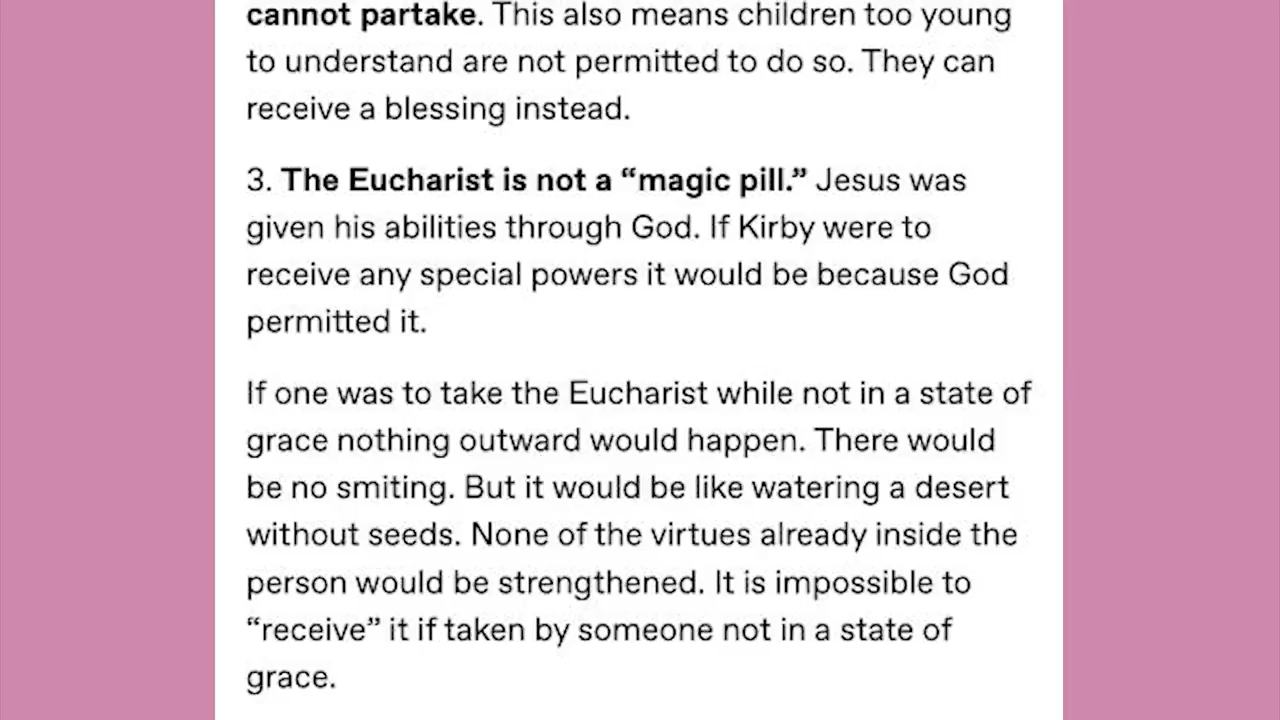 cannot partake. This also means children too young
to understand are not permitted to do so. They can
receive a blessing instead.
3. The Eucharist is not a “magic pill.” Jesus was
given his abilities through God. If Kirby were to
receive any special powers it would be because God
permitted it.
If one was to take the Eucharist while not in a state of
grace nothing outward would happen. There would
be no smiting. But it would be like watering a desert
without seeds. None of the virtues already inside the
person would be strengthened. It is impossible to
“receive” it if taken by someone not in a state of
grace.